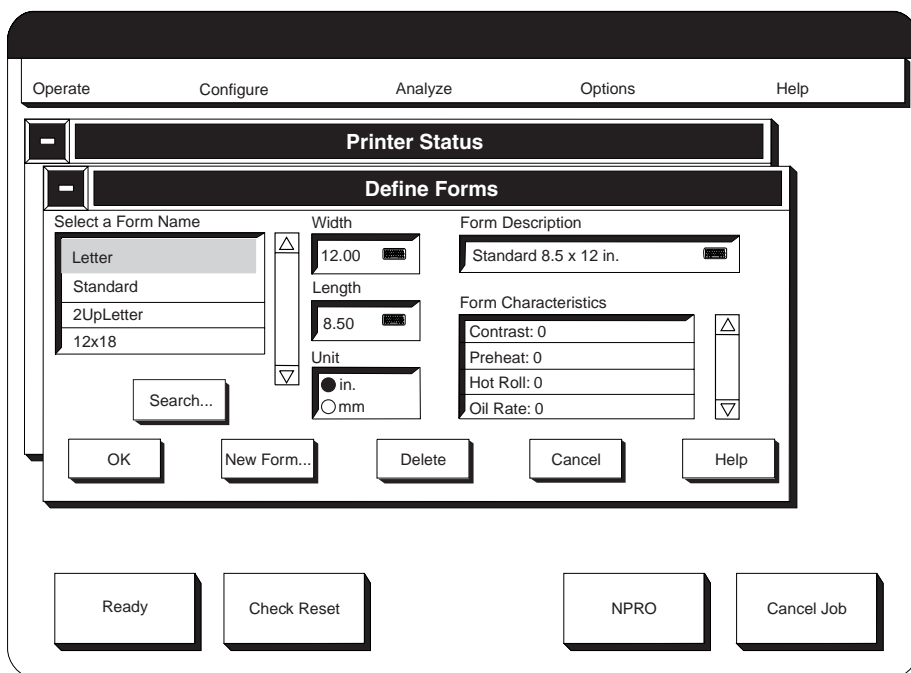 Operate Configure Analyze Options Help
Printer Status
Define Forms
Select a Form Name
Letter
Standard
2UpLetter
12x18
Search...
Width
12.00
Length
8.50
Unit
in.
mm
Form Description
Standard 8.5 x 12 in.
Form Characteristics
Contrast: 0
Preheat: 0
Hot Roll: 0
Oil Rate: 0
OK New Form... Delete Cancel Help
Ready Check Reset NPRO Cancel Job